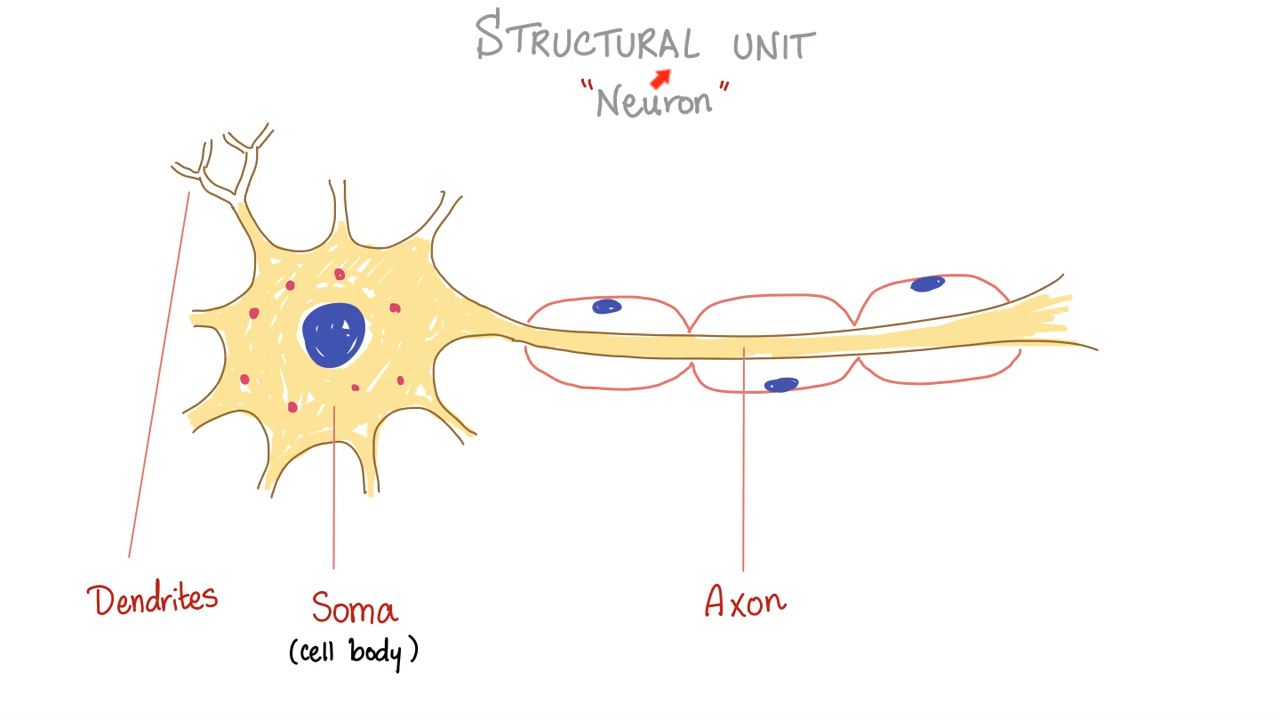 STRUCTURAL UNIT
"Neuron"
Dendrites
Soma
(cell body)
Axon